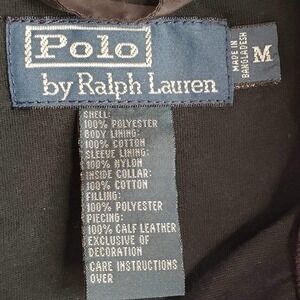 Polo
by Ralph Lauren
MADE IN
BANGLADESH
M
SHELL:
100% POLYESTER
BODY LINING:
100% COTTON
SLEEVE LINING:
100% NYLON
INSIDE COLLAR:
100% COTTON
FILLING:
100% POLYESTER
PIECING:
100% CALF LEATHER
EXCLUSIVE OF
DECORATION
CARE INSTRUCTIONS
OVER